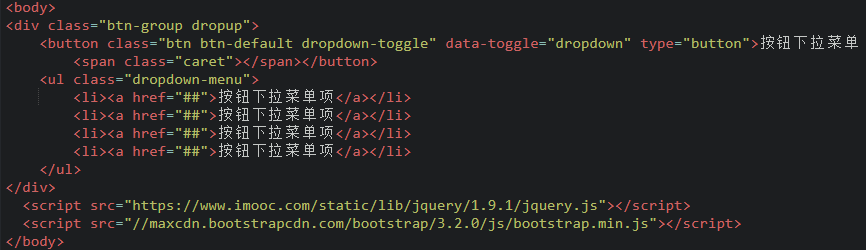 <body>
<div class="btn-group dropup">
    <button class="btn btn-default dropdown-toggle" data-toggle="dropdown" type="button">按钮下拉菜单
        <span class="caret"></span></button>
    <ul class="dropdown-menu">
        <li><a href="##">按钮下拉菜单项</a></li>
        <li><a href="##">按钮下拉菜单项</a></li>
        <li><a href="##">按钮下拉菜单项</a></li>
        <li><a href="##">按钮下拉菜单项</a></li>
    </ul>
</div>
  <script src="https://www.imooc.com/static/lib/jquery/1.9.1/jquery.js"></script>
  <script src="//maxcdn.bootstrapcdn.com/bootstrap/3.2.0/js/bootstrap.min.js"></script>
</body>